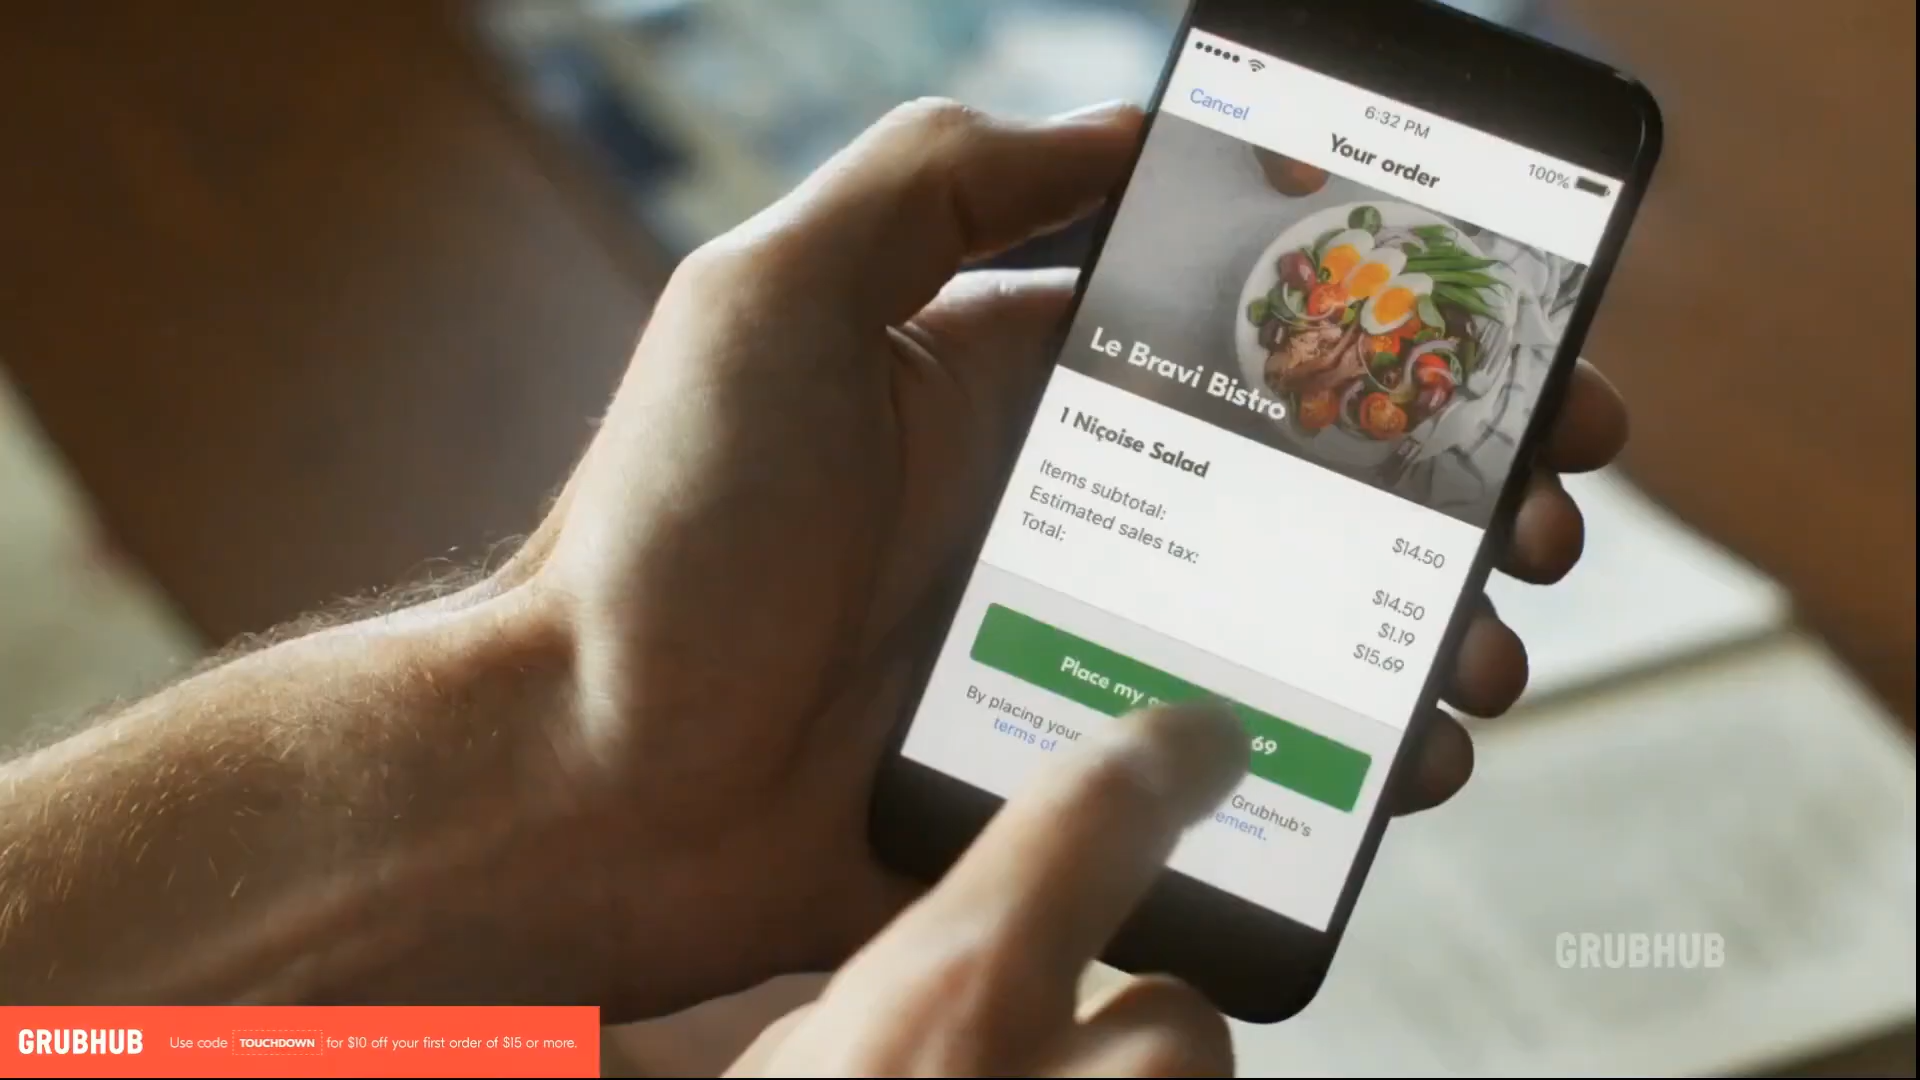 Cancel
6:32 PM
100%
Your order
Le Bravi Bistro
1 Niçoise Salad
$14.50
Items subtotal:
$14.50
Estimated sales tax:
$1.19
Total:
$15.69
Place my 69
By placing your Grubhub's
terms of
GRUBHUB
GRUBHUB Use code TOUCHDOWN for $10 off your first order of $15 or more.